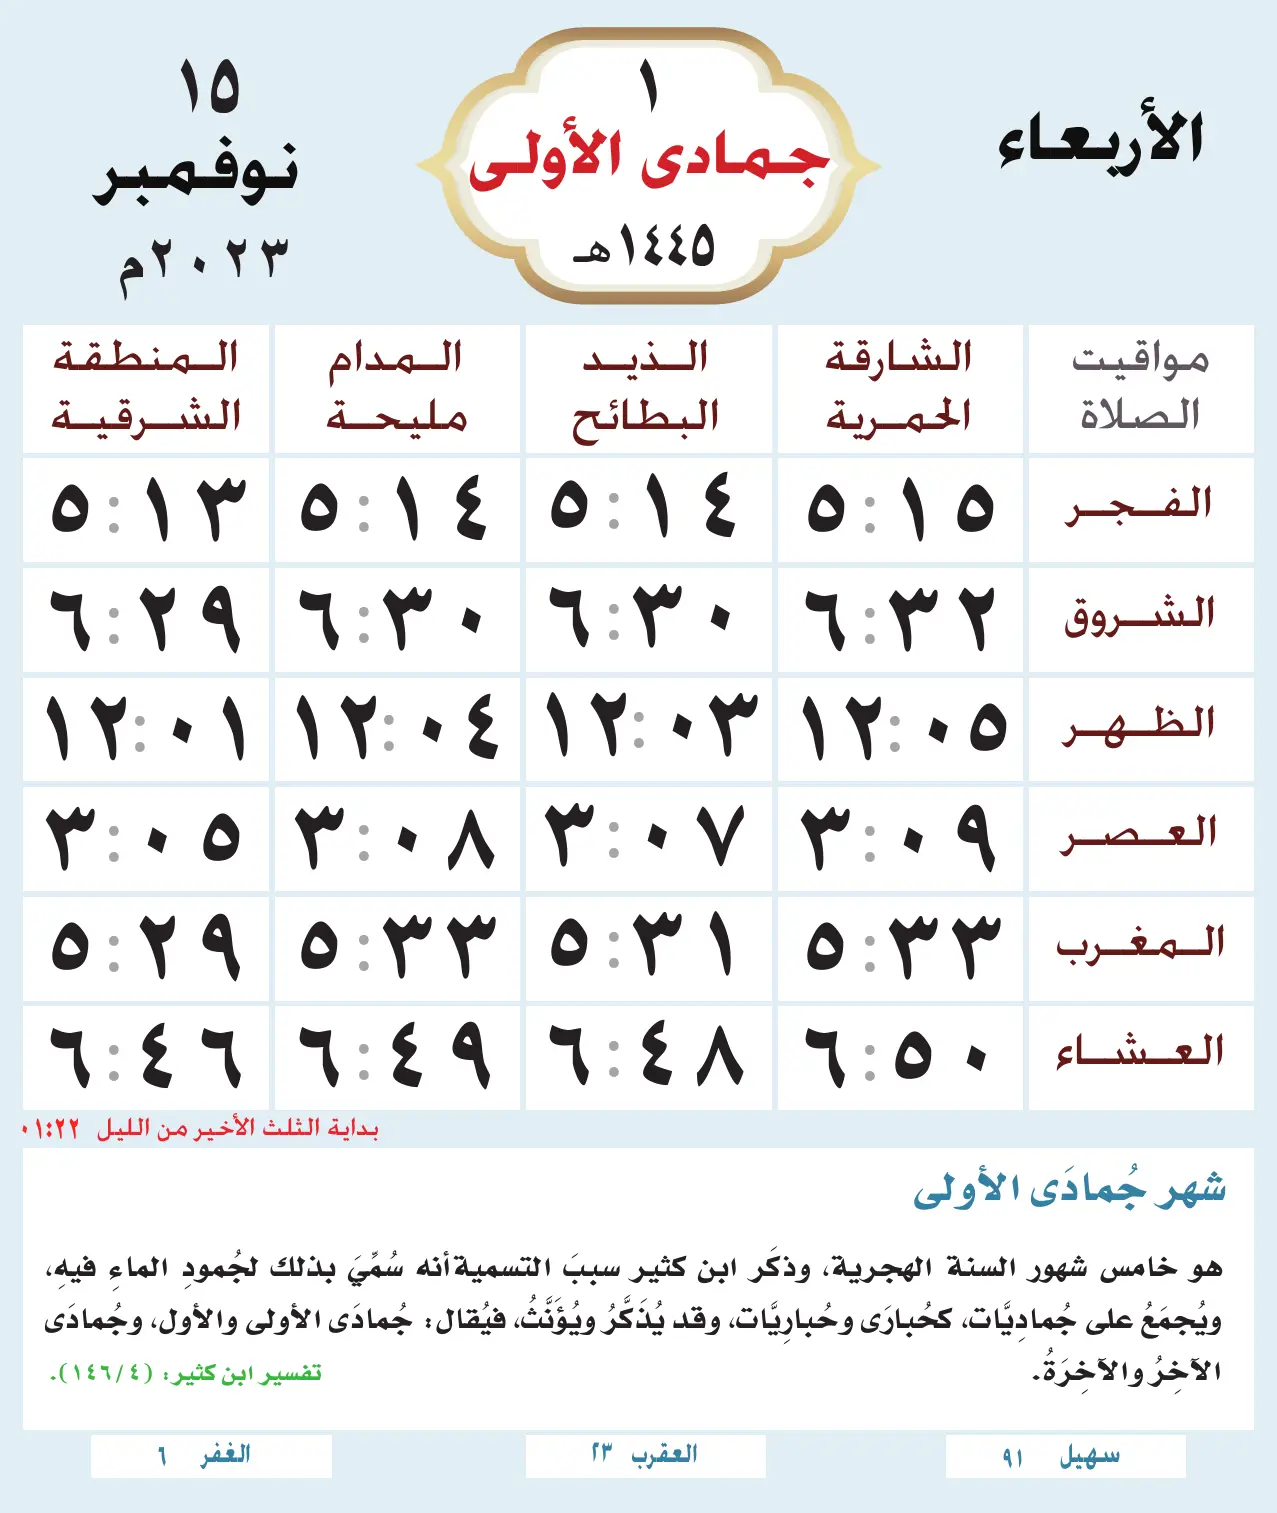 الأربعاء
١
جمادى الأولى
١٤٤٥هـ
١٥
نوفمبر
٢٠٢٣م
مواقيت الصلاة
الشارقة الحمرية
الذيد البطائح
المدام مليحة
المنطقة الشرقية
الفجر ٥:١٥ ٥:١٤ ٥:١٤ ٥:١٣
الشروق ٦:٣٢ ٦:٣٠ ٦:٣٠ ٦:٢٩
الظهر ١٢:٠٥ ١٢:٠٣ ١٢:٠٤ ١٢:٠١
العصر ٣:٠٩ ٣:٠٧ ٣:٠٨ ٣:٠٥
المغرب ٥:٣٣ ٥:٣١ ٥:٣٣ ٥:٢٩
العشاء ٦:٥٠ ٦:٤٨ ٦:٤٩ ٦:٤٦
بداية الثلث الأخير من الليل ٠١:٢٢
شهر جُمادَى الأولى
هو خامس شهور السنة الهجرية، وذكَر ابن كثير سببَ التسمية أنه سُمِّيَ بذلك لجُمودِ الماءِ فيهِ،
ويُجمَعُ على جُمادِيَّات، كحُبارَى وحُبارِيَّات، وقد يُذَكَّرُ ويُؤَنَّثُ، فيُقال: جُمادَى الأولى والأول، وجُمادَى
الآخِرُ والآخِرَةُ.
تفسير ابن كثير: (٤/١٤٦).
سهيل ٩١
العقرب ٢٣
الغفر ٦